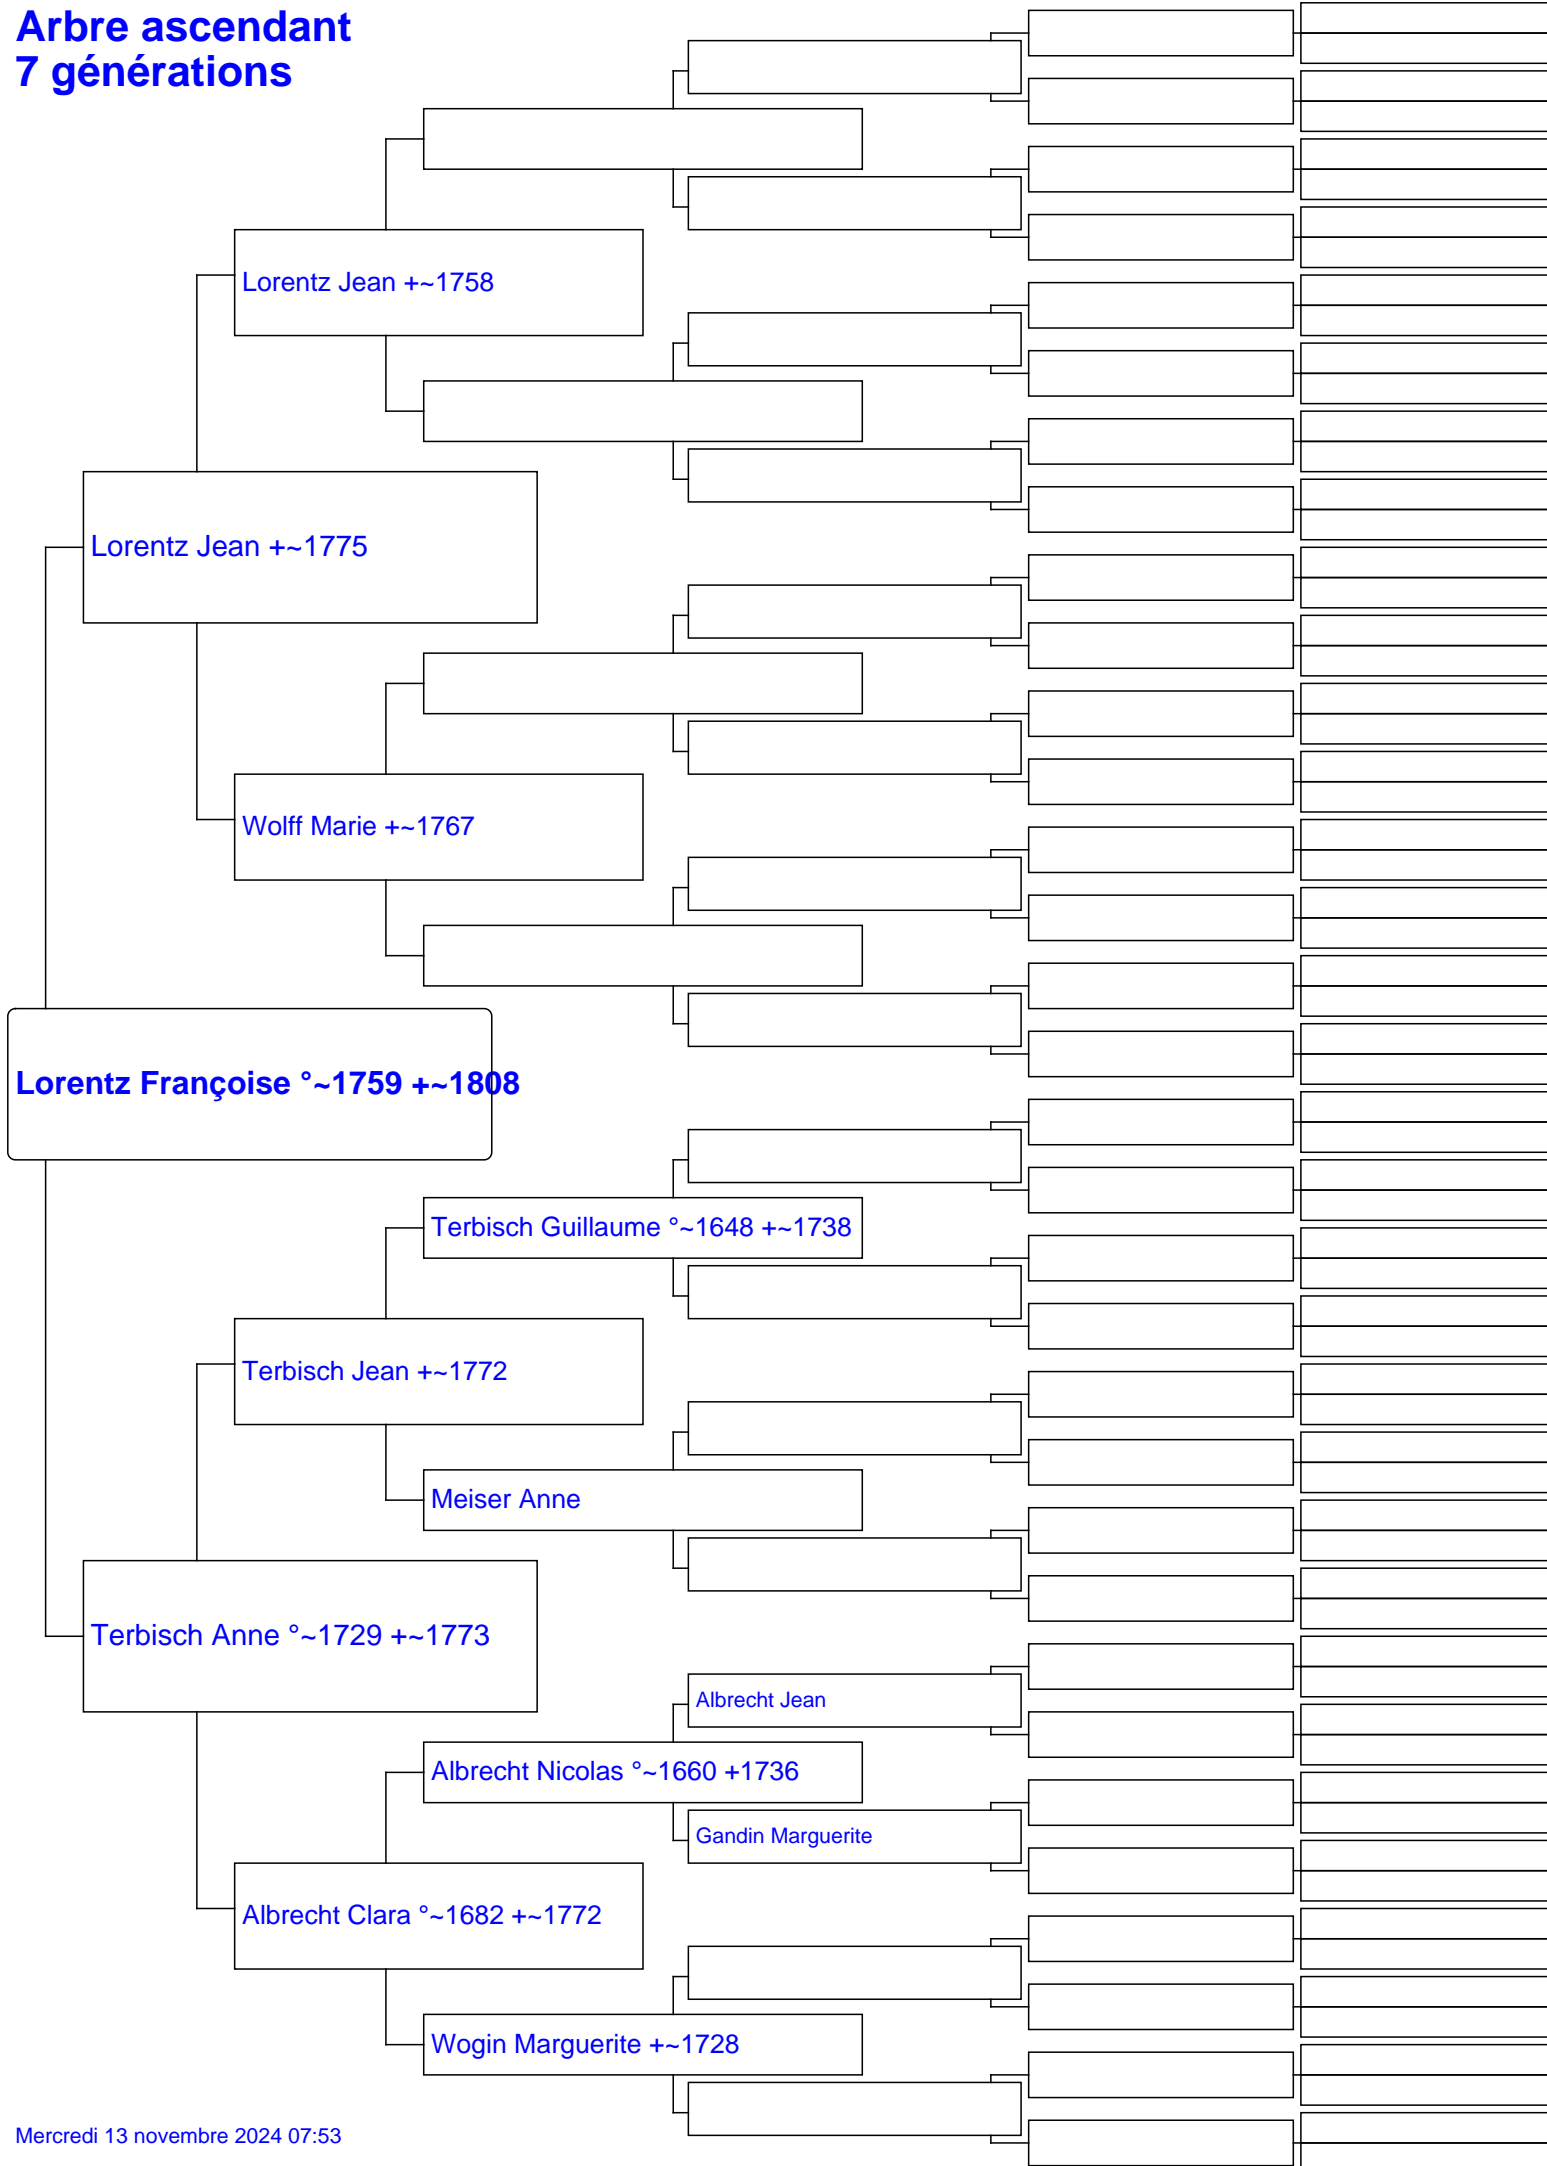 Arbre ascendant
7 générations
Lorentz Jean +~1758
Lorentz Jean +~1775
Wolff Marie +~1767
Lorentz Françoise °~1759 +~1808
Terbisch Guillaume °~1648 +~1738
Terbisch Jean +~1772
Meiser Anne
Terbisch Anne °~1729 +~1773
Albrecht Jean
Albrecht Nicolas °~1660 +1736
Gandin Marguerite
Albrecht Clara °~1682 +~1772
Wogin Marguerite +~1728
Mercredi 13 novembre 2024 07:53